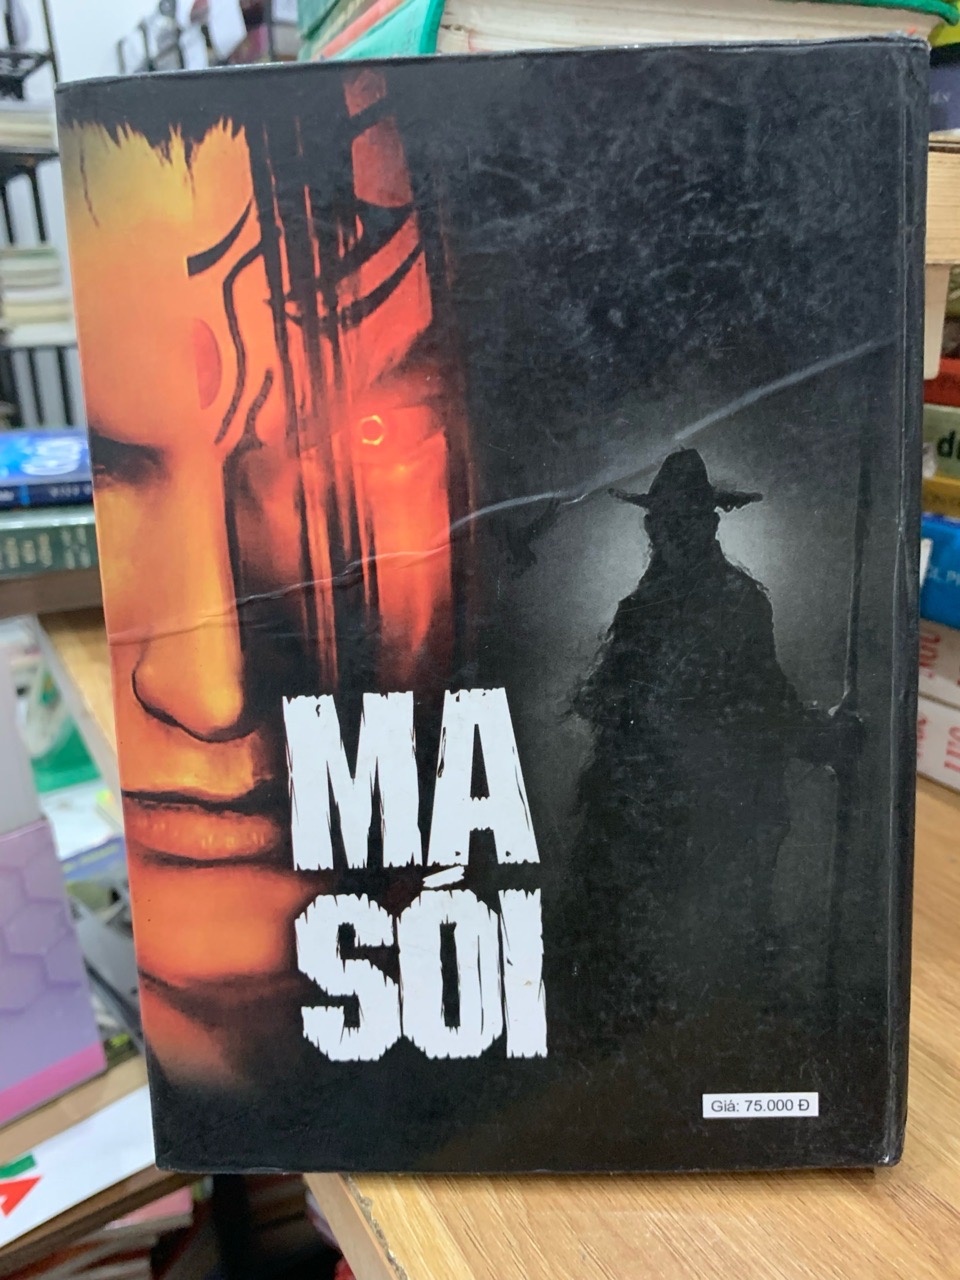 MA
SÓI
Giá: 75.000 Đ